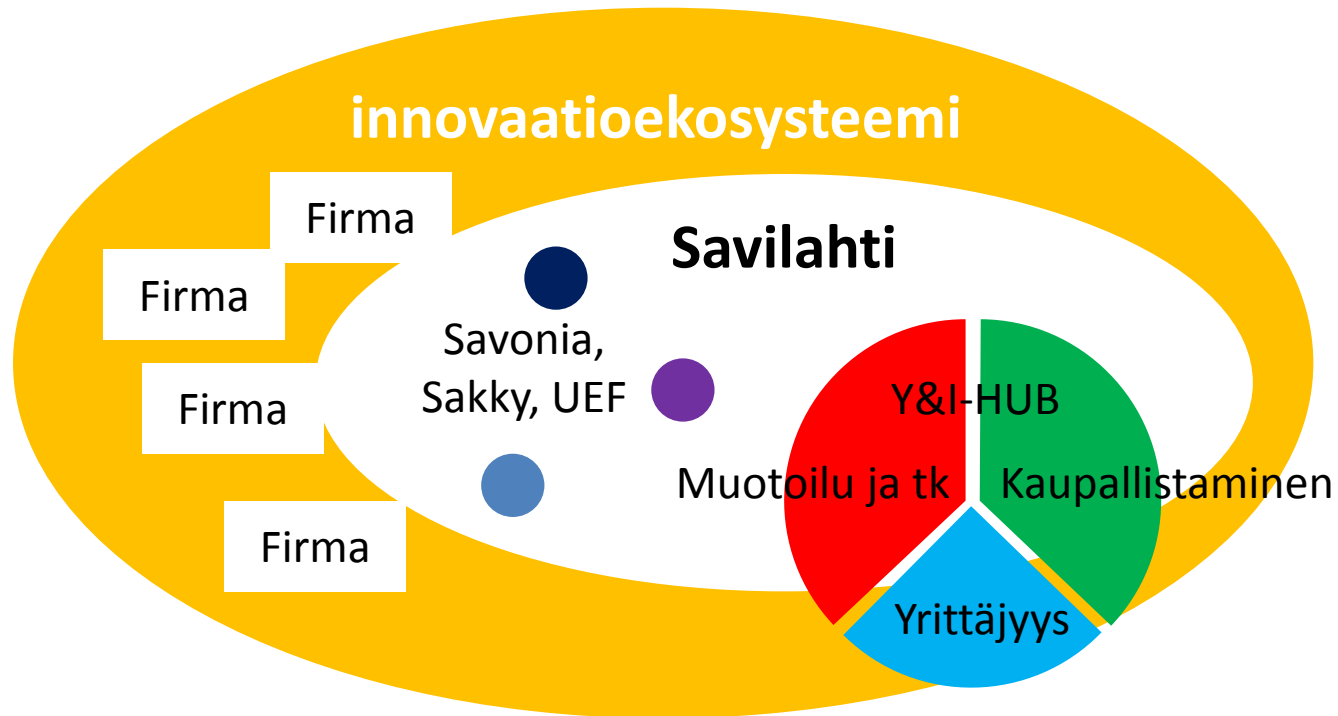 innovaatioekosysteemi
Savilahti
Firma
Firma
Firma
Firma
Savonia,
Sakky, UEF
Y&I-HUB
Muotoilu ja tk
Kaupallistaminen
Yrittäjyys